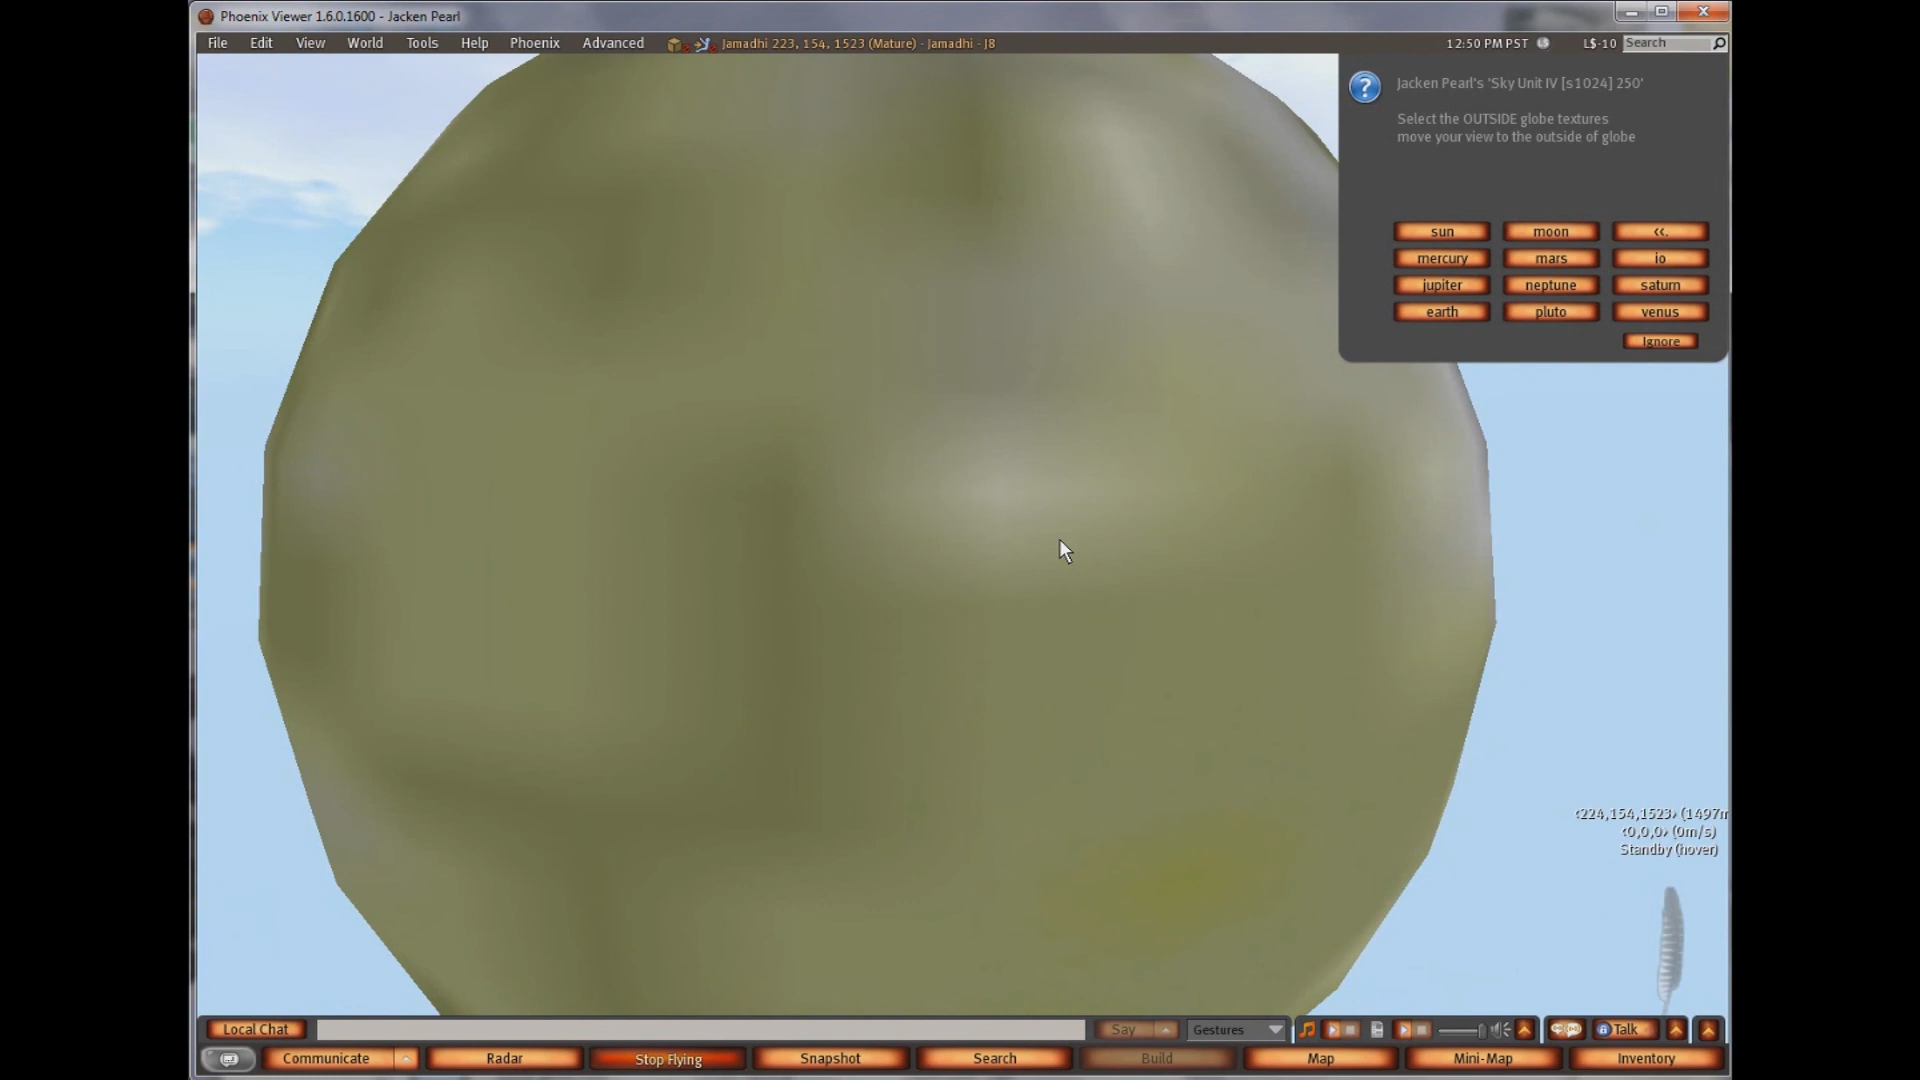 Phoenix Viewer 1.6.0.1600 - Jacken Pearl
File Edit View World Tools Help Phoenix Advanced Jamadhi 223, 154, 1523 (Mature) - Jamadhi - J8 12:50 PM PST L$-10 Search
Jacken Pearl's 'Sky Unit IV [s1024] 250'
Select the OUTSIDE globe textures
move your view to the outside of globe
sun moon <<.
mercury mars io
jupiter neptune saturn
earth pluto venus
Ignore
<224,154,1523> (1497m
<0,0,0> (0m/s)
Standby (hover)
Local Chat Say Gestures Talk
Communicate Radar Stop Flying Snapshot Search Build Map Mini-Map Inventory